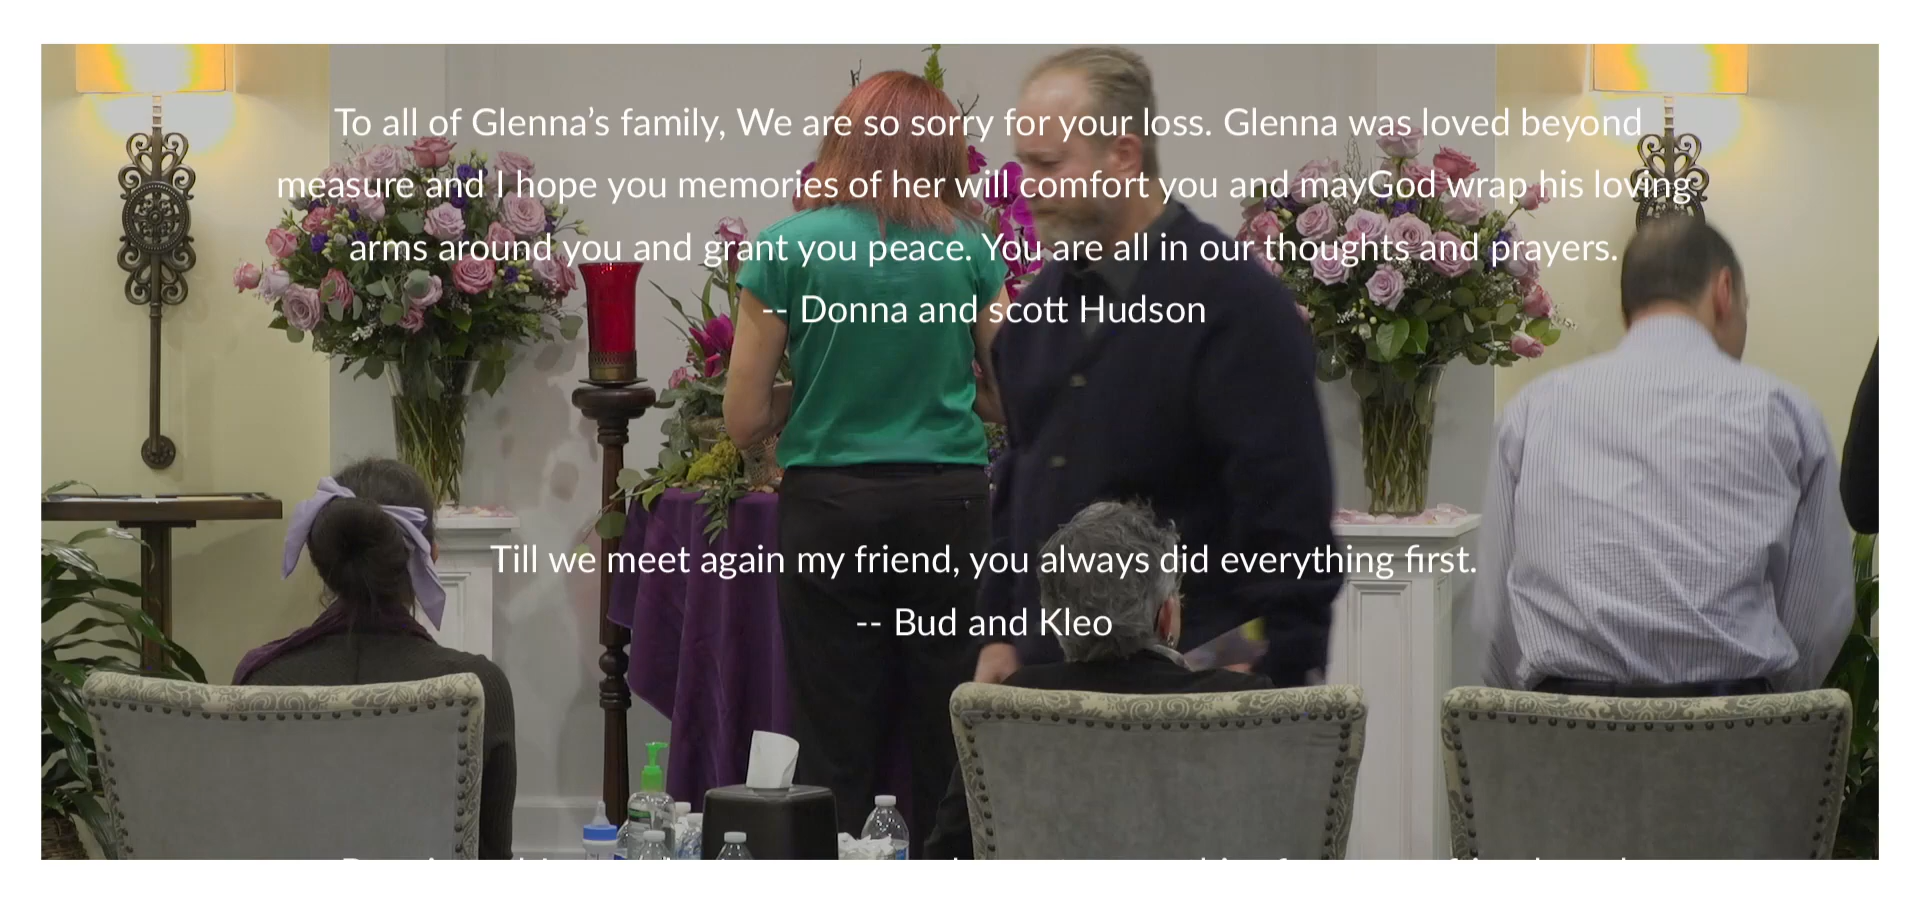 To all of Glenna’s family, We are so sorry for your loss. Glenna was loved beyond
measure and I hope you memories of her will comfort you and mayGod wrap his loving
arms around you and grant you peace. You are all in our thoughts and prayers.
-- Donna and scott Hudson
Till we meet again my friend, you always did everything first.
-- Bud and Kleo